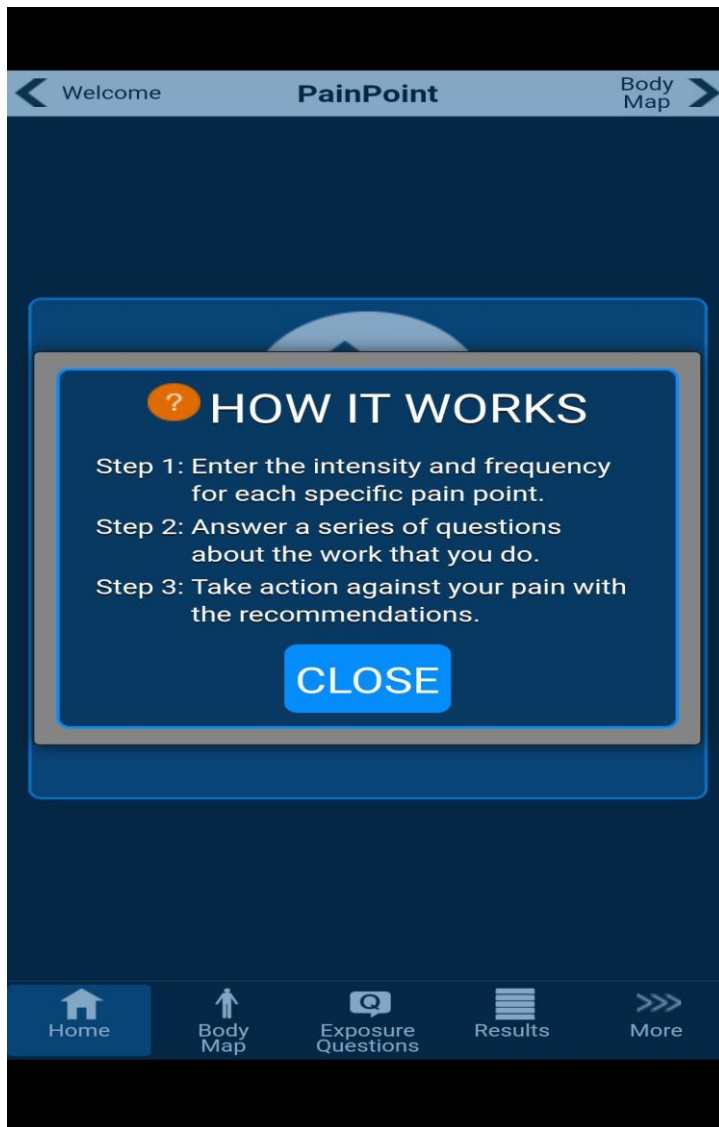 Welcome
PainPoint
Body
Map
? HOW IT WORKS
Step 1: Enter the intensity and frequency
for each specific pain point.
Step 2: Answer a series of questions
about the work that you do.
Step 3: Take action against your pain with
the recommendations.
CLOSE
Home
Body
Map
Q
Exposure
Questions
Results
>>>
More